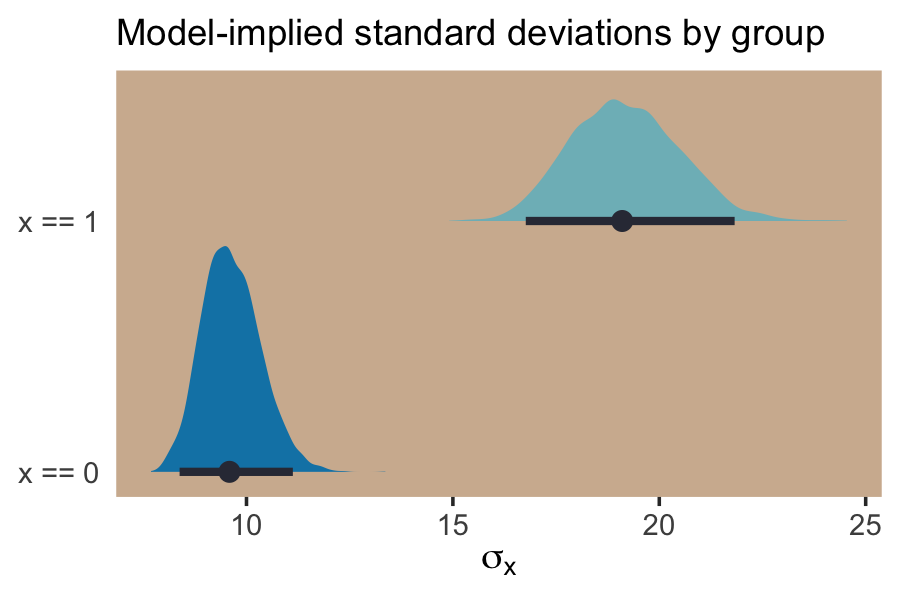 Model-implied standard deviations by group
x == 1
x == 0
10 15 20 25
σx